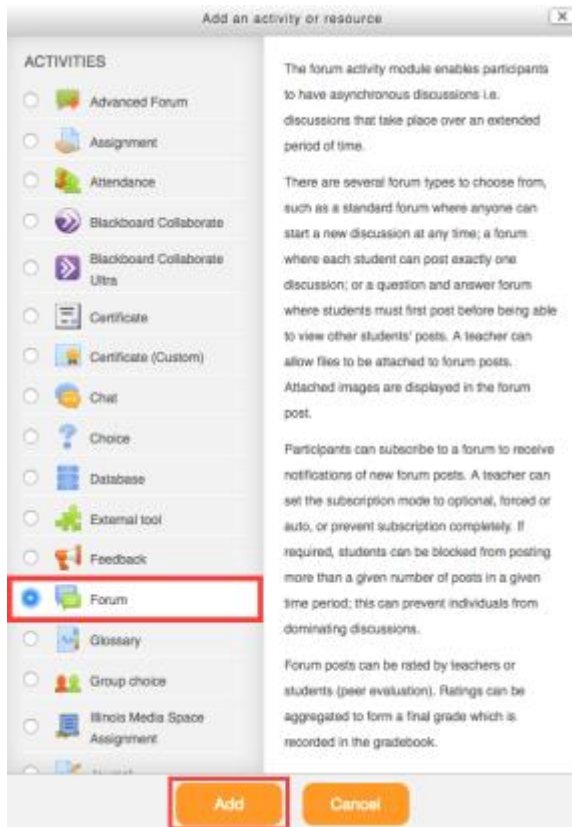 Add an activity or resource
ACTIVITIES
Advanced Forum
Assignment
Attendance
Blackboard Collaborate
Blackboard Collaborate
Ultra
Certificate
Certificate (Custom)
Chat
Choice
Database
External tool
Feedback
Forum
Glossary
Group choice
Illinois Media Space
Assignment
The forum activity module enables participants
to have asynchronous discussions i.e.
discussions that take place over an extended
period of time.
There are several forum types to choose from,
such as a standard forum where anyone can
start a new discussion at any time; a forum
where each student can post exactly one
discussion; or a question and answer forum
where students must first post before being able
to view other students' posts. A teacher can
allow files to be attached to forum posts.
Attached images are displayed in the forum
post.
Participants can subscribe to a forum to receive
notifications of new forum posts. A teacher can
set the subscription mode to optional, forced or
auto, or prevent subscription completely. If
required, students can be blocked from posting
more than a given number of posts in a given
time period; this can prevent individuals from
dominating discussions.
Forum posts can be rated by teachers or
students (peer evaluation). Ratings can be
aggregated to form a final grade which is
recorded in the gradebook.
Add
Cancel